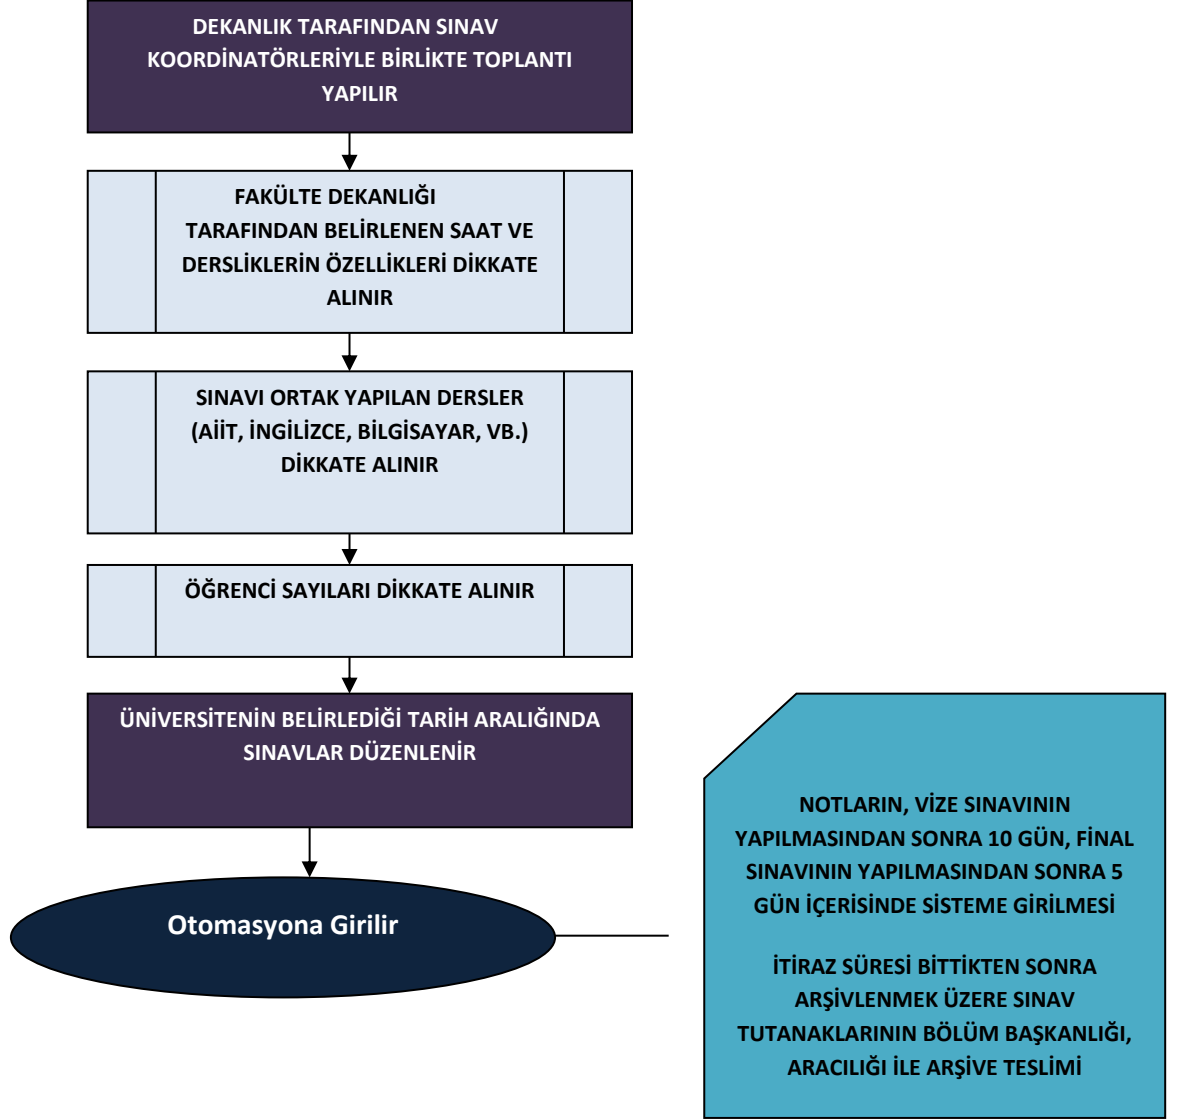 DEKANLIK TARAFINDAN SINAV
KOORDİNATÖRLERİYLE BİRLİKTE TOPLANTI
YAPILIR
FAKÜLTE DEKANLIĞI
TARAFINDAN BELİRLENEN SAAT VE
DERSLİKLERİN ÖZELLİKLERİ DİKKATE
ALINIR
SINAVI ORTAK YAPILAN DERSLER
(AİİT, İNGİLİZCE, BİLGİSAYAR, VB.)
DİKKATE ALINIR
ÖĞRENCİ SAYILARI DİKKATE ALINIR
ÜNİVERSİTENİN BELİRLEDİĞİ TARİH ARALIĞINDA
SINAVLAR DÜZENLENİR
Otomasyona Girilir
NOTLARIN, VİZE SINAVININ
YAPILMASINDAN SONRA 10 GÜN, FİNAL
SINAVININ YAPILMASINDAN SONRA 5
GÜN İÇERİSİNDE SİSTEME GİRİLMESİ
İTİRAZ SÜRESİ BİTTİKTEN SONRA
ARŞİVLENMEK ÜZERE SINAV
TUTANAKLARININ BÖLÜM BAŞKANLIĞI,
ARACILIĞI İLE ARŞİVE TESLİMİ